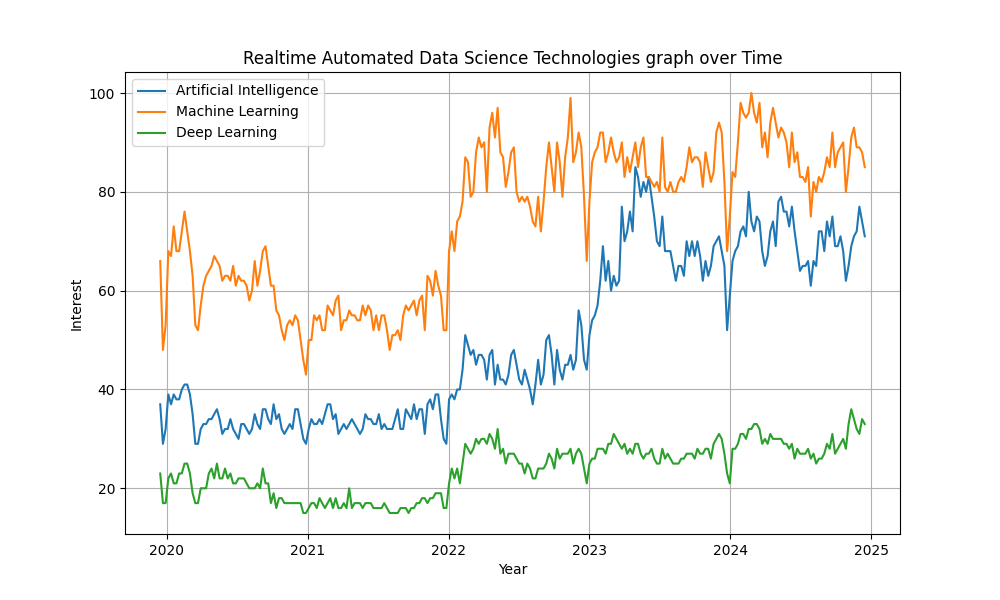 Realtime Automated Data Science Technologies graph over Time
Artificial Intelligence
Machine Learning
Deep Learning
100
80
60
40
20
Interest
2020 2021 2022 2023 2024 2025
Year